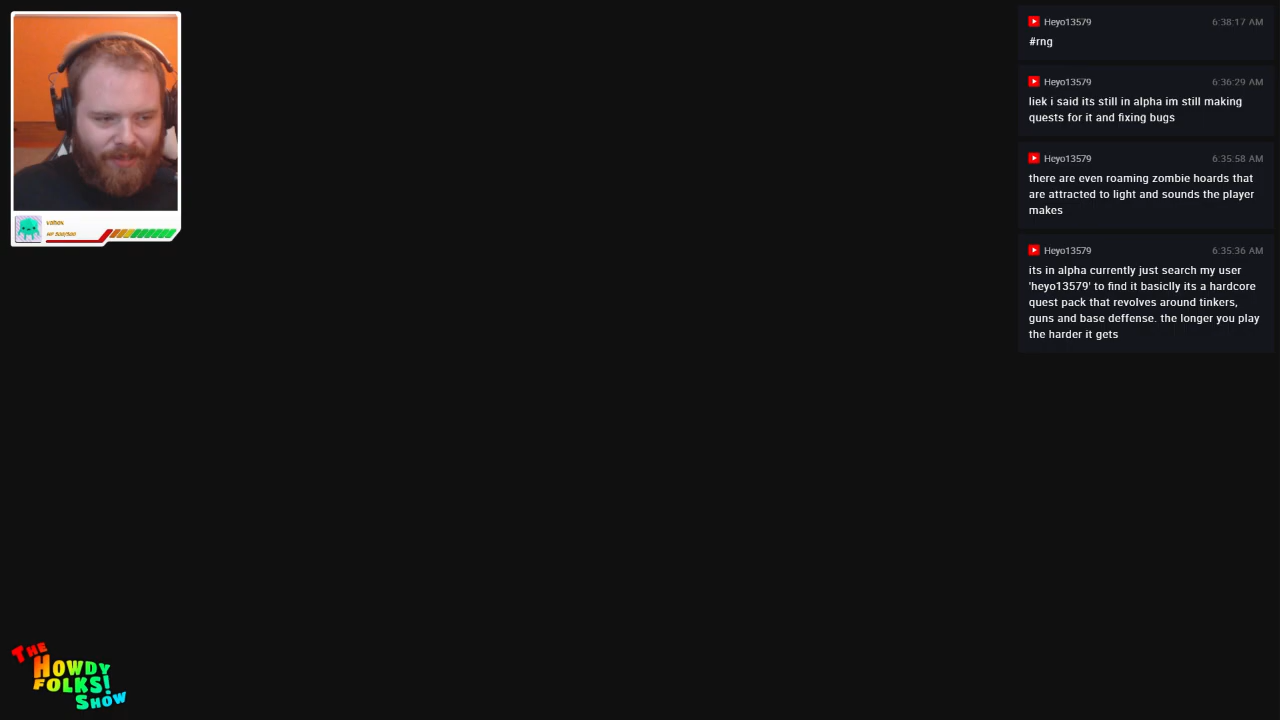 Heyo13579 6:38:17 AM
#rng
Heyo13579 6:36:29 AM
liek i said its still in alpha im still making
quests for it and fixing bugs
Heyo13579 6:35:58 AM
there are even roaming zombie hoards that
are attracted to light and sounds the player
makes
Heyo13579 6:35:36 AM
its in alpha currently just search my user
'heyo13579' to find it basiclly its a hardcore
quest pack that revolves around tinkers,
guns and base deffense. the longer you play
the harder it gets
THE
HOWDY
FOLKS!
SHOW